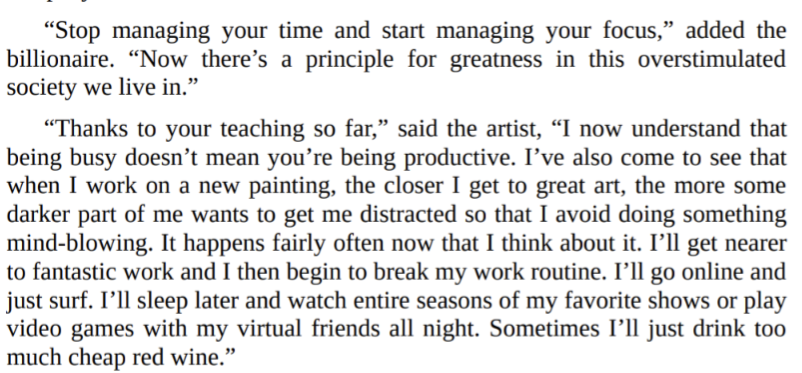 “Stop managing your time and start managing your focus,” added the
billionaire. “Now there’s a principle for greatness in this overstimulated
society we live in.”
“Thanks to your teaching so far,” said the artist, “I now understand that
being busy doesn’t mean you’re being productive. I’ve also come to see that
when I work on a new painting, the closer I get to great art, the more some
darker part of me wants to get me distracted so that I avoid doing something
mind-blowing. It happens fairly often now that I think about it. I’ll get nearer
to fantastic work and I then begin to break my work routine. I’ll go online and
just surf. I’ll sleep later and watch entire seasons of my favorite shows or play
video games with my virtual friends all night. Sometimes I’ll just drink too
much cheap red wine.”